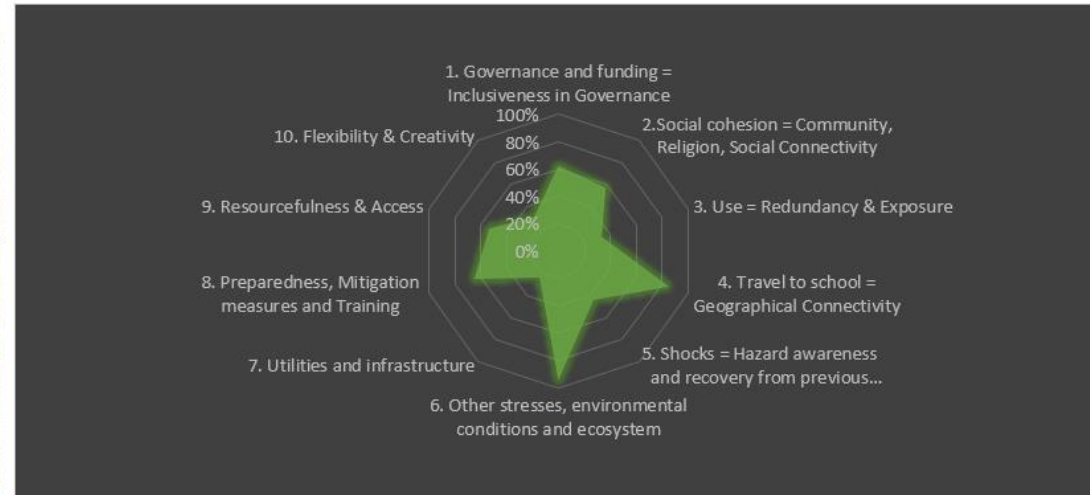 1. Governance and funding =
Inclusiveness in Governance
100%
80%
60%
40%
20%
0%
2.Social cohesion = Community,
Religion, Social Connectivity
3. Use = Redundancy & Exposure
4. Travel to school =
Geographical Connectivity
5. Shocks = Hazard awareness
and recovery from previous...
6. Other stresses, environmental
conditions and ecosystem
7. Utilities and infrastructure
8. Preparedness, Mitigation
measures and Training
9. Resourcefulness & Access
10. Flexibility & Creativity